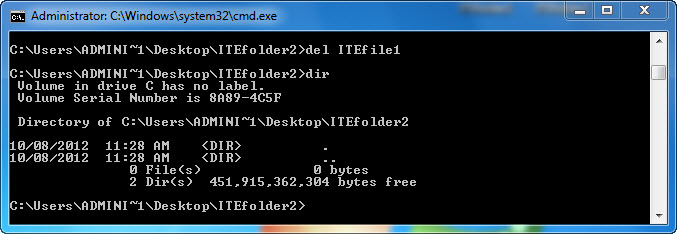 Administrator: C:\Windows\system32\cmd.exe
C:\Users\ADMINI~1\Desktop\ITEfolder2>del ITEfile1
C:\Users\ADMINI~1\Desktop\ITEfolder2>dir
Volume in drive C has no label.
Volume Serial Number is 8A89-4C5F
Directory of C:\Users\ADMINI~1\Desktop\ITEfolder2
10/08/2012  11:28 AM    <DIR>          .
10/08/2012  11:28 AM    <DIR>          ..
0 File(s)              0 bytes
2 Dir(s)  451,915,362,304 bytes free
C:\Users\ADMINI~1\Desktop\ITEfolder2>